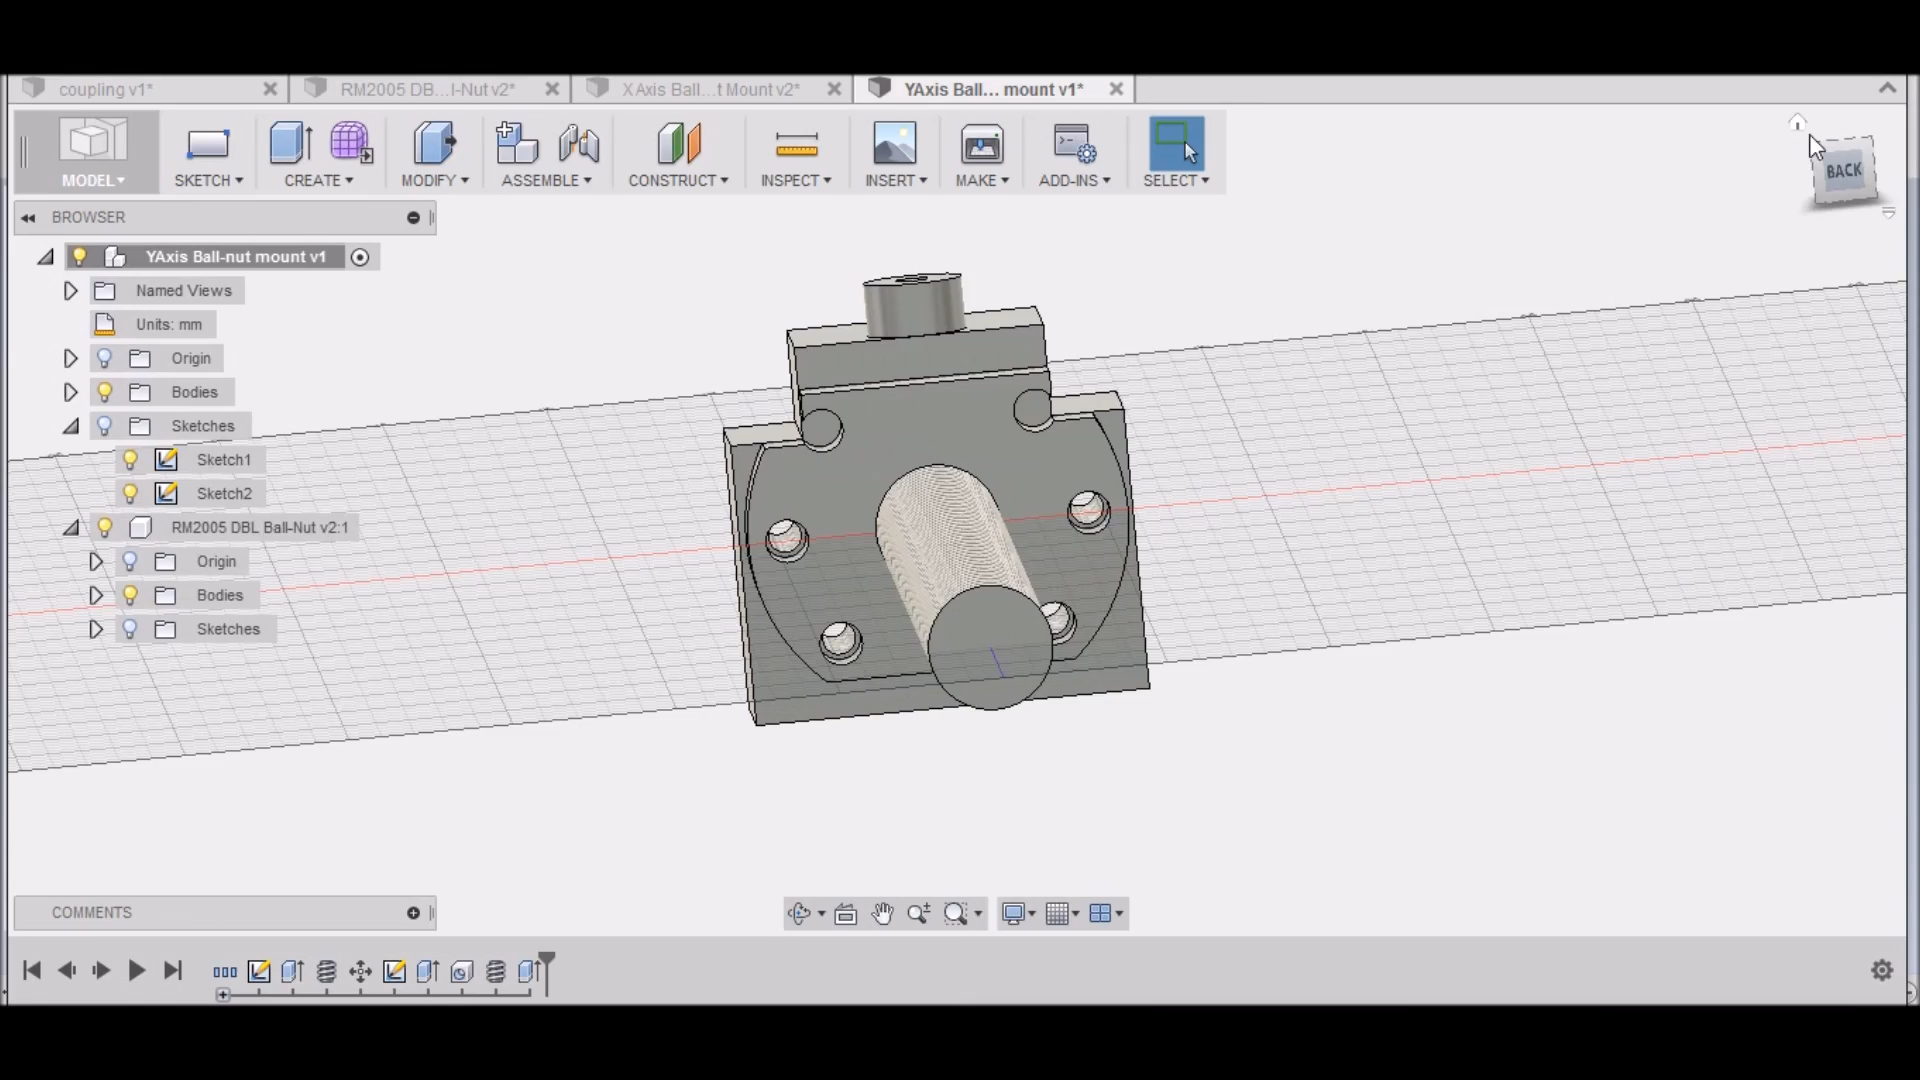 coupling v1*
RM2005 DB...l-Nut v2*
X Axis Ball...t Mount v2*
YAxis Ball... mount v1*
MODEL
SKETCH
CREATE
MODIFY
ASSEMBLE
CONSTRUCT
INSPECT
INSERT
MAKE
ADD-INS
SELECT
BACK
BROWSER
YAxis Ball-nut mount v1
Named Views
Units: mm
Origin
Bodies
Sketches
Sketch1
Sketch2
RM2005 DBL Ball-Nut v2:1
Origin
Bodies
Sketches
COMMENTS